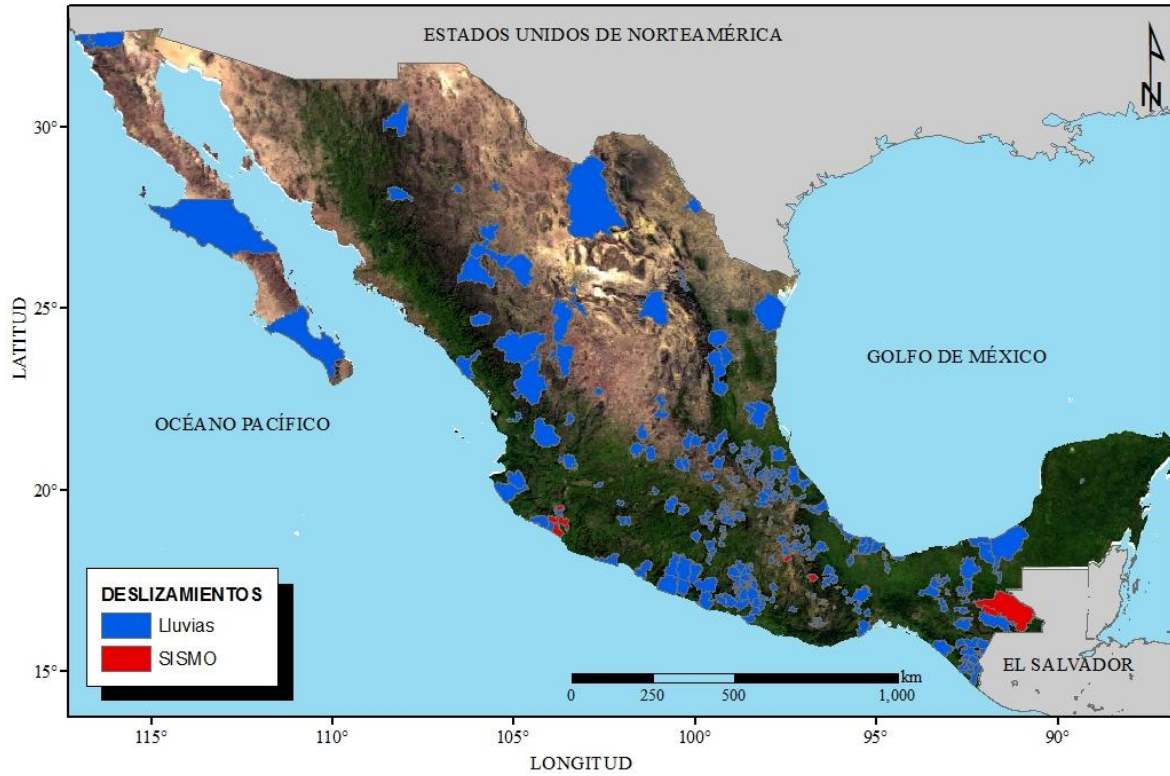 ESTADOS UNIDOS DE NORTEAMÉRICA
N
30°
25°
LATITUD
GOLFO DE MÉXICO
OCÉANO PACÍFICO
20°
DESLIZAMIENTOS
Lluvias
SISMO
15°
EL SALVADOR
km
0 250 500 1,000
115° 110° 105° 100° 95° 90°
LONGITUD